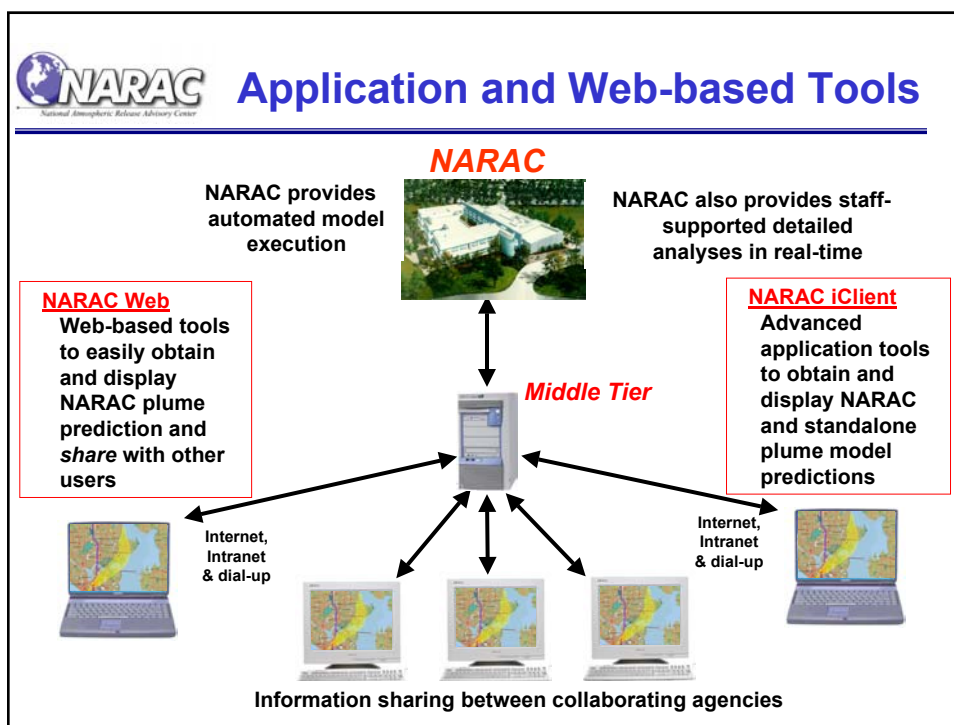 NARAC
National Atmospheric Release Advisory Center
Application and Web-based Tools
NARAC
NARAC provides
automated model
execution
NARAC also provides staff-
supported detailed
analyses in real-time
NARAC Web
Web-based tools
to easily obtain
and display
NARAC plume
prediction and
share with other
users
Middle Tier
NARAC iClient
Advanced
application tools
to obtain and
display NARAC
and standalone
plume model
predictions
Internet,
Intranet
& dial-up
Internet,
Intranet
& dial-up
Information sharing between collaborating agencies